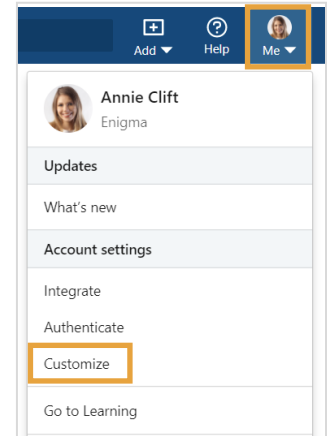 Add Help Me
Annie Clift
Enigma
Updates
What's new
Account settings
Integrate
Authenticate
Customize
Go to Learning